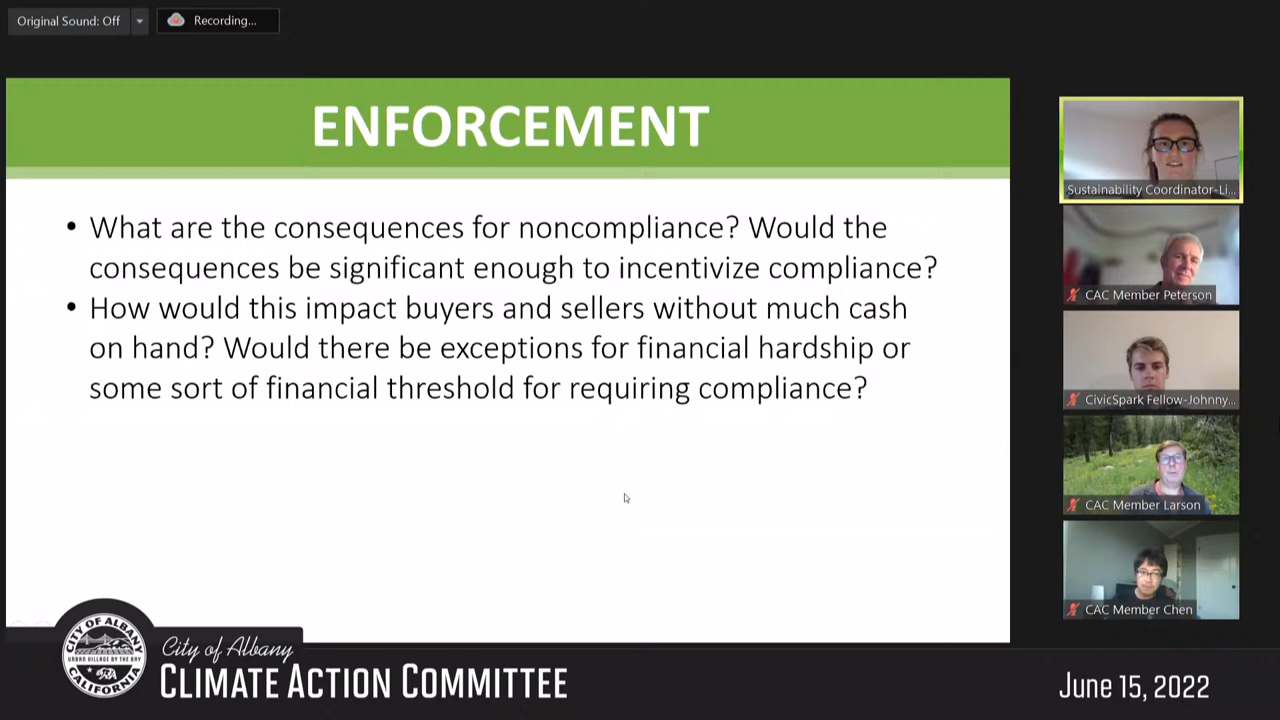 Original Sound: Off
Recording...
ENFORCEMENT
• What are the consequences for noncompliance? Would the
consequences be significant enough to incentivize compliance?
• How would this impact buyers and sellers without much cash
on hand? Would there be exceptions for financial hardship or
some sort of financial threshold for requiring compliance?
Sustainability Coordinator-Li...
CAC Member Peterson
CivicSpark Fellow-Johnny...
CAC Member Larson
CAC Member Chen
CITY OF ALBANY
URBAN VILLAGE BY THE BAY
CALIFORNIA
City of Albany
CLIMATE ACTION COMMITTEE
June 15, 2022